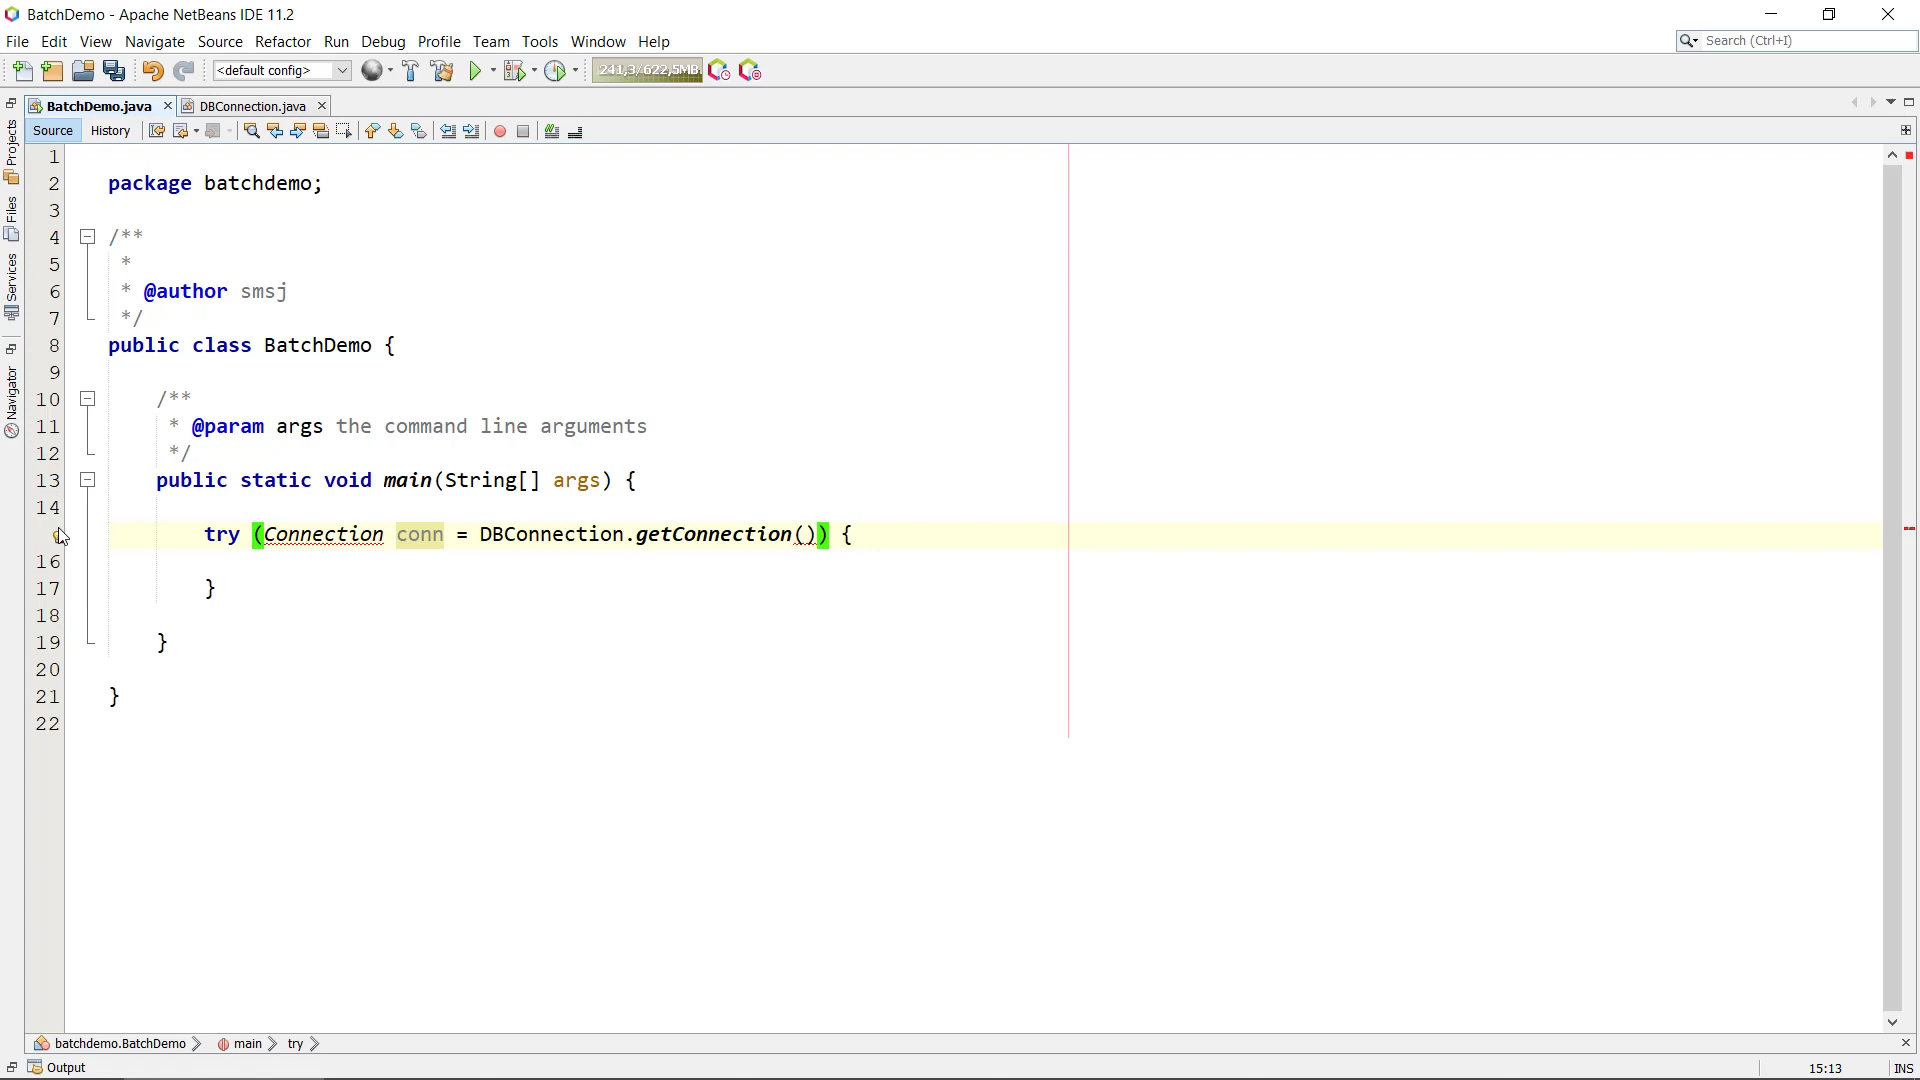 BatchDemo - Apache NetBeans IDE 11.2
File Edit View Navigate Source Refactor Run Debug Profile Team Tools Window Help
Search (Ctrl+I)
<default config>
241,3/622,5MB
BatchDemo.java
DBConnection.java
Source History
Projects
Files
Services
Navigator
1
2 package batchdemo;
3
4 /**
5 *
6 * @author smsj
7 */
8 public class BatchDemo {
9
10 /**
11 * @param args the command line arguments
12 */
13 public static void main(String[] args) {
14
try (Connection conn = DBConnection.getConnection()) {
16
17 }
18
19 }
20
21 }
22
batchdemo.BatchDemo main try
Output
15:13 INS